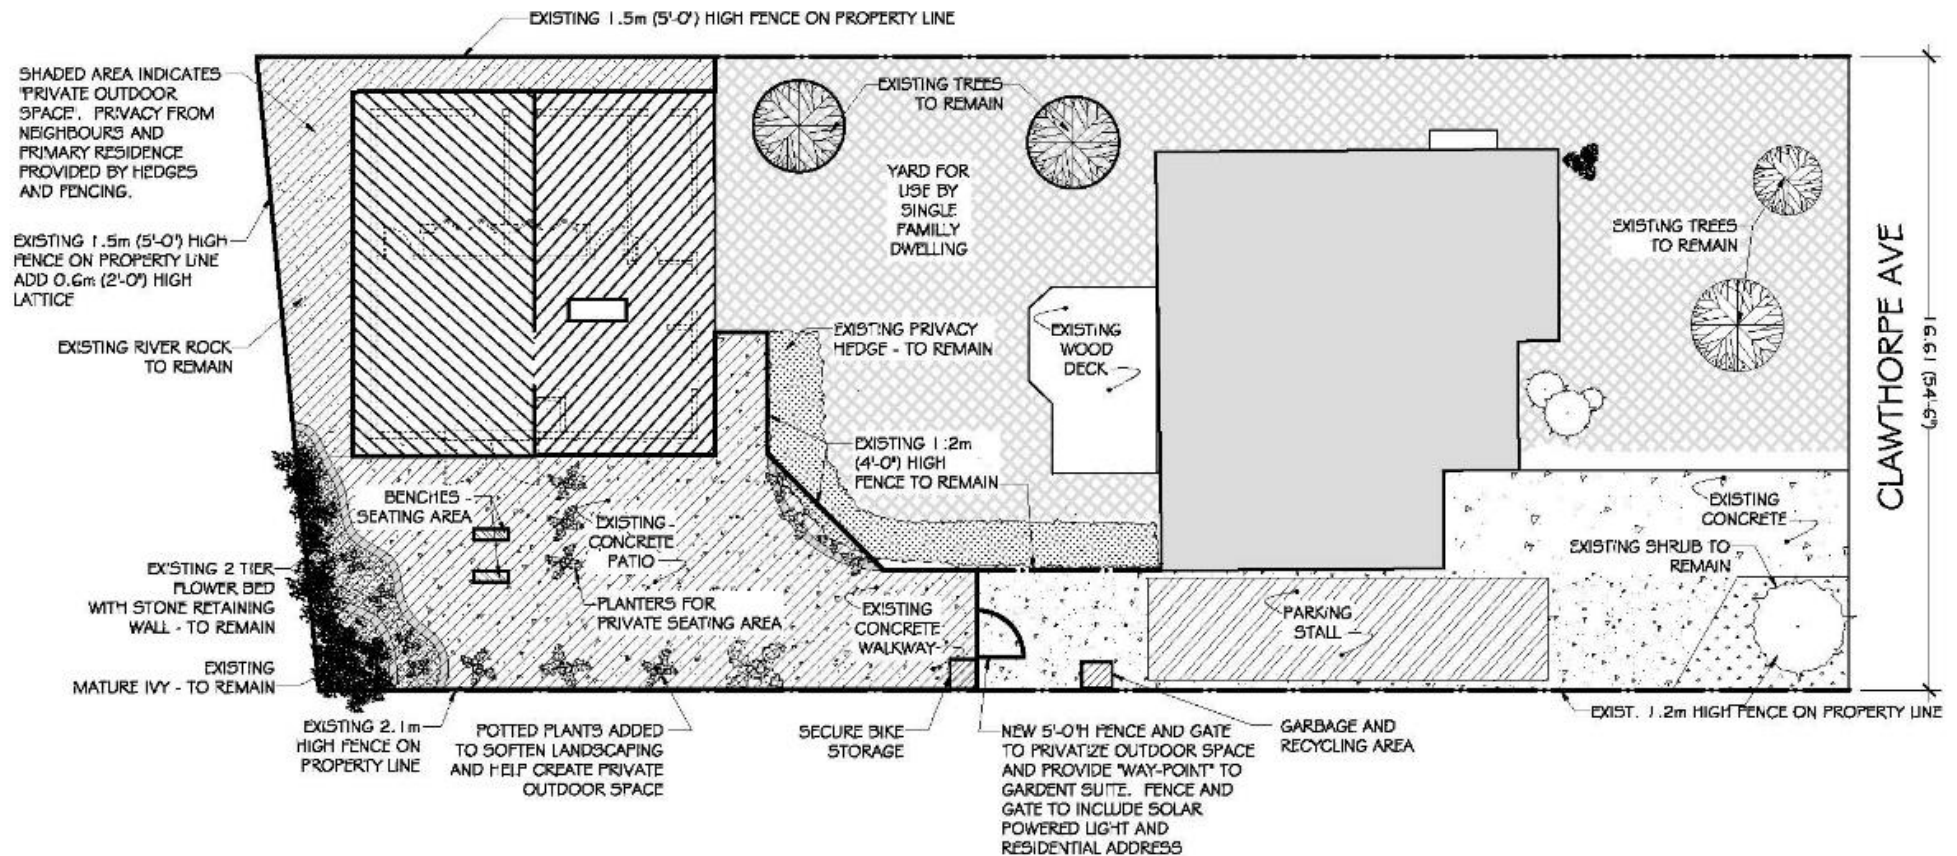 EXISTING 1.5m (5'-0") HIGH FENCE ON PROPERTY LINE
SHADED AREA INDICATES
"PRIVATE OUTDOOR
SPACE". PRIVACY FROM
NEIGHBOURS AND
PRIMARY RESIDENCE
PROVIDED BY HEDGES
AND FENCING.
EXISTING 1.5m (5'-0") HIGH
FENCE ON PROPERTY LINE
ADD 0.6m (2'-0") HIGH
LATTICE
EXISTING RIVER ROCK
TO REMAIN
EXISTING 2 TIER
FLOWER BED
WITH STONE RETAINING
WALL - TO REMAIN
EXISTING
MATURE IVY - TO REMAIN
EXISTING 2.1m
HIGH FENCE ON
PROPERTY LINE
BENCHES
SEATING AREA
EXISTING
CONCRETE
PATIO
PLANTERS FOR
PRIVATE SEATING AREA
POTTED PLANTS ADDED
TO SOFTEN LANDSCAPING
AND HELP CREATE PRIVATE
OUTDOOR SPACE
EXISTING TREES
TO REMAIN
YARD FOR
USE BY
SINGLE
FAMILLY
DWELLING
EXISTING PRIVACY
HEDGE - TO REMAIN
EXISTING
WOOD
DECK
EXISTING 1.2m
(4'-0") HIGH
FENCE TO REMAIN
EXISTING
CONCRETE
WALKWAY
SECURE BIKE
STORAGE
NEW 5'-0"H FENCE AND GATE
TO PRIVATIZE OUTDOOR SPACE
AND PROVIDE "WAY-POINT" TO
GARDENT SUITE. FENCE AND
GATE TO INCLUDE SOLAR
POWERED LIGHT AND
RESIDENTIAL ADDRESS
GARBAGE AND
RECYCLING AREA
PARKING
STALL
EXISTING TREES
TO REMAIN
EXISTING
CONCRETE
EXISTING SHRUB TO
REMAIN
EXIST. 1.2m HIGH FENCE ON PROPERTY LINE
CLAWTHORPE AVE
16.61 (54'-6")